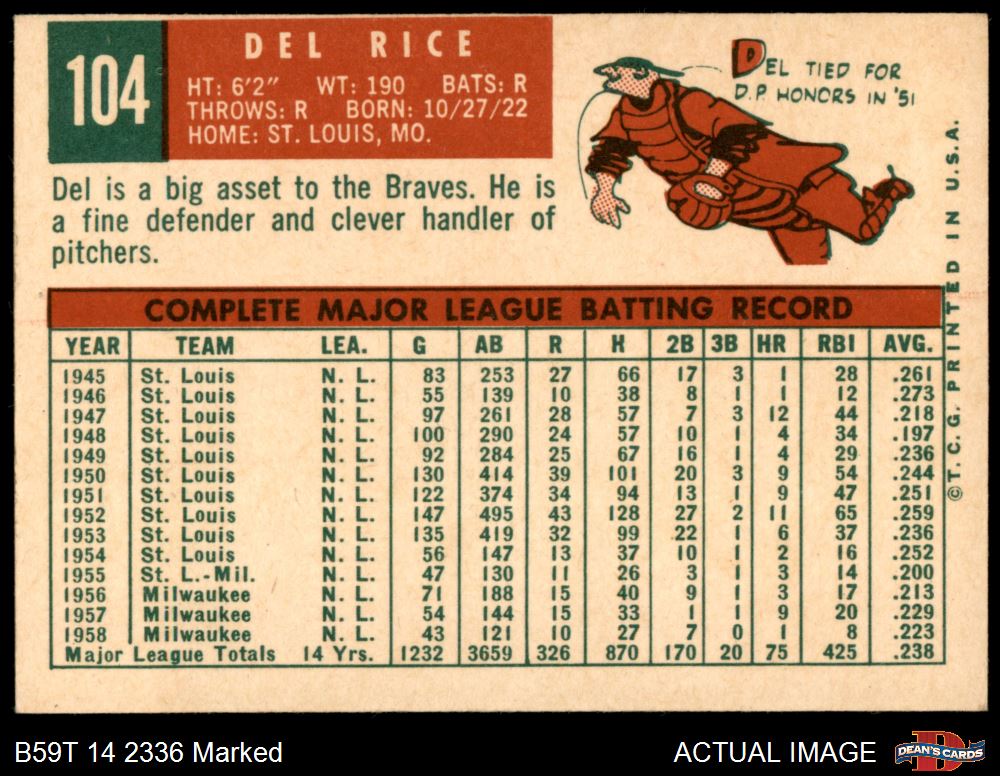 104
DEL RICE
HT: 6'2" WT: 190 BATS: R
THROWS: R BORN: 10/27/22
HOME: ST. LOUIS, MO.
DEL TIED FOR
D.P. HONORS IN '51
Del is a big asset to the Braves. He is
a fine defender and clever handler of
pitchers.
COMPLETE MAJOR LEAGUE BATTING RECORD
YEAR TEAM LEA. G AB R H 2B 3B HR RBI AVG.
1945 St. Louis N. L. 83 253 27 66 17 3 1 28 .261
1946 St. Louis N. L. 55 139 10 38 8 1 1 12 .273
1947 St. Louis N. L. 97 261 28 57 7 3 12 44 .218
1948 St. Louis N. L. 100 290 24 57 10 1 4 34 .197
1949 St. Louis N. L. 92 284 25 67 16 1 4 29 .236
1950 St. Louis N. L. 130 414 39 101 20 3 9 54 .244
1951 St. Louis N. L. 122 374 34 94 13 1 9 47 .251
1952 St. Louis N. L. 147 495 43 128 27 2 11 65 .259
1953 St. Louis N. L. 135 419 32 99 22 1 6 37 .236
1954 St. Louis N. L. 56 147 13 37 10 1 2 16 .252
1955 St. L.-Mil. N. L. 47 130 11 26 3 1 3 14 .200
1956 Milwaukee N. L. 71 188 15 40 9 1 3 17 .213
1957 Milwaukee N. L. 54 144 15 33 1 1 9 20 .229
1958 Milwaukee N. L. 43 121 10 27 7 0 1 8 .223
Major League Totals 14 Yrs. 1232 3659 326 870 170 20 75 425 .238
©T.C.G. PRINTED IN U.S.A.
B59T 14 2336 Marked
ACTUAL IMAGE
DEAN'S CARDS